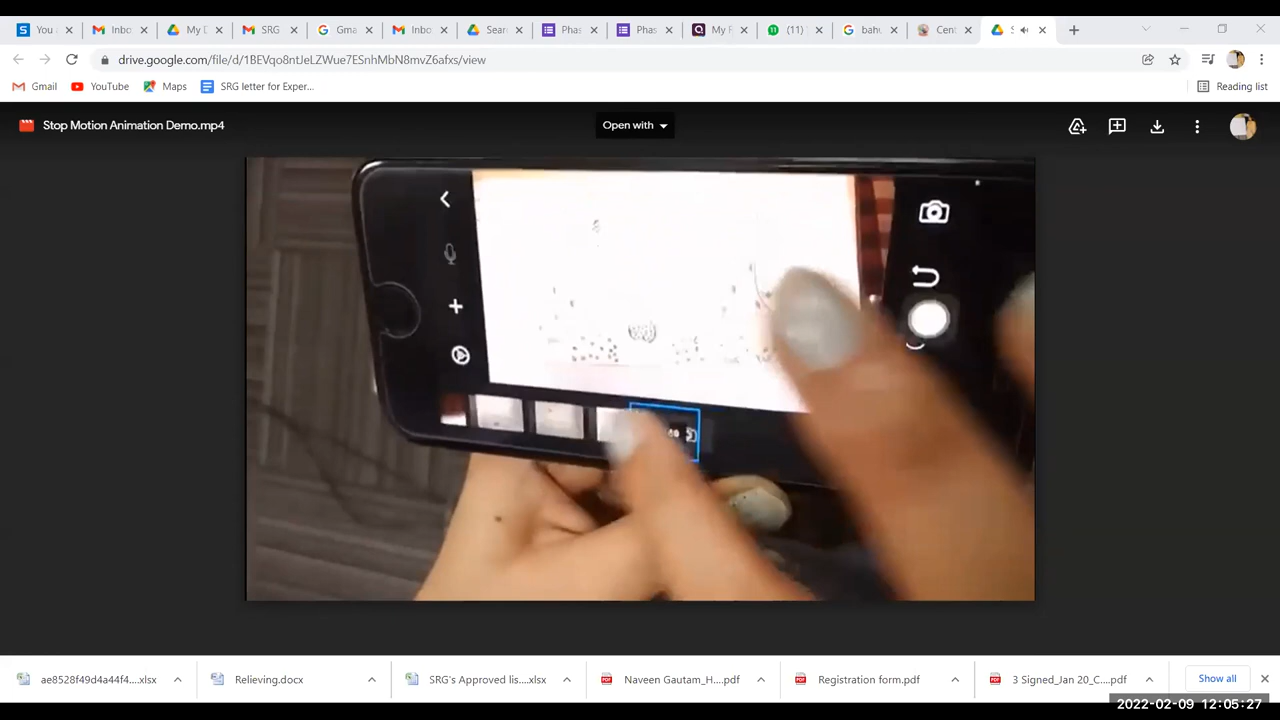 You
Inbo
My D
SRG
Gma
Inbo
Sear
Phas
Phas
My F
(11)
bahu
Cent
S
drive.google.com/file/d/1BEVqo8ntJeLZWue7ESnhMbN8mvZ6afxs/view
Gmail
YouTube
Maps
SRG letter for Exper...
Reading list
Stop Motion Animation Demo.mp4
Open with
ae8528f49d4a44f4....xlsx
Relieving.docx
SRG's Approved lis....xlsx
Naveen Gautam_H....pdf
Registration form.pdf
3 Signed_Jan 20_C....pdf
Show all
2022-02-09 12:05:27